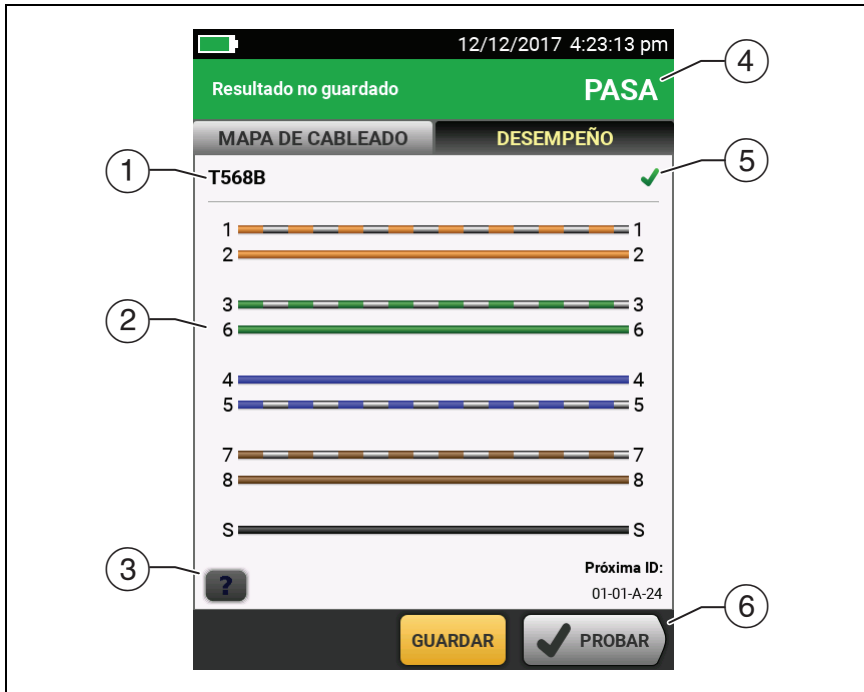 12/12/2017 4:23:13 pm
Resultado no guardado PASA
MAPA DE CABLEADO DESEMPEÑO
T568B
1 1
2 2
3 3
6 6
4 4
5 5
7 7
8 8
S S
?
Próxima ID:
01-01-A-24
GUARDAR PROBAR
1
2
3
4
5
6